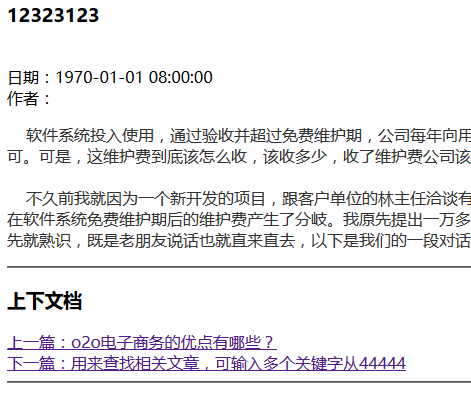 12323123
日期：1970-01-01 08:00:00
作者：
软件系统投入使用，通过验收并超过免费维护期，公司每年向用
可。可是，这维护费到底该怎么收，该收多少，收了维护费公司该
不久前我就因为一个新开发的项目，跟客户单位的林主任洽谈有
在软件系统免费维护期后的维护费产生了分岐。我原先提出一万多
先就熟识，既是老朋友说话也就直来直去，以下是我们的一段对话
上下文档
上一篇：o2o电子商务的优点有哪些？
下一篇：用来查找相关文章，可输入多个关键字从44444